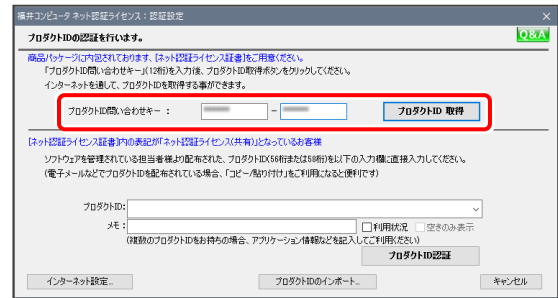 福井コンピュータ ネット認証ライセンス：認証設定
プロダクトIDの認証を行います。
Q&A
商品パッケージに内包されております、[ネット認証ライセンス証書]をご用意ください。
「プロダクトID問い合わせキー」(12桁)を入力後、プロダクトID取得ボタンをクリックしてください。
インターネットを通して、プロダクトIDを取得する事ができます。
プロダクトID問い合わせキー： - プロダクトID 取得
[ネット認証ライセンス証書]内の表記が「ネット認証ライセンス(共有)」となっているお客様
ソフトウェアを管理されている担当者様より配布された、プロダクトID(56桁または58桁)を以下の入力欄に直接入力してください。
(電子メールなどでプロダクトIDを配布されている場合、「コピー/貼り付け」をご利用になると便利です)
プロダクトID:
メモ： 利用状況 空きのみ表示
(複数のプロダクトIDをお持ちの場合、アプリケーション情報などを記入してご利用ください)
プロダクトID認証
インターネット設定... プロダクトIDのインポート... キャンセル